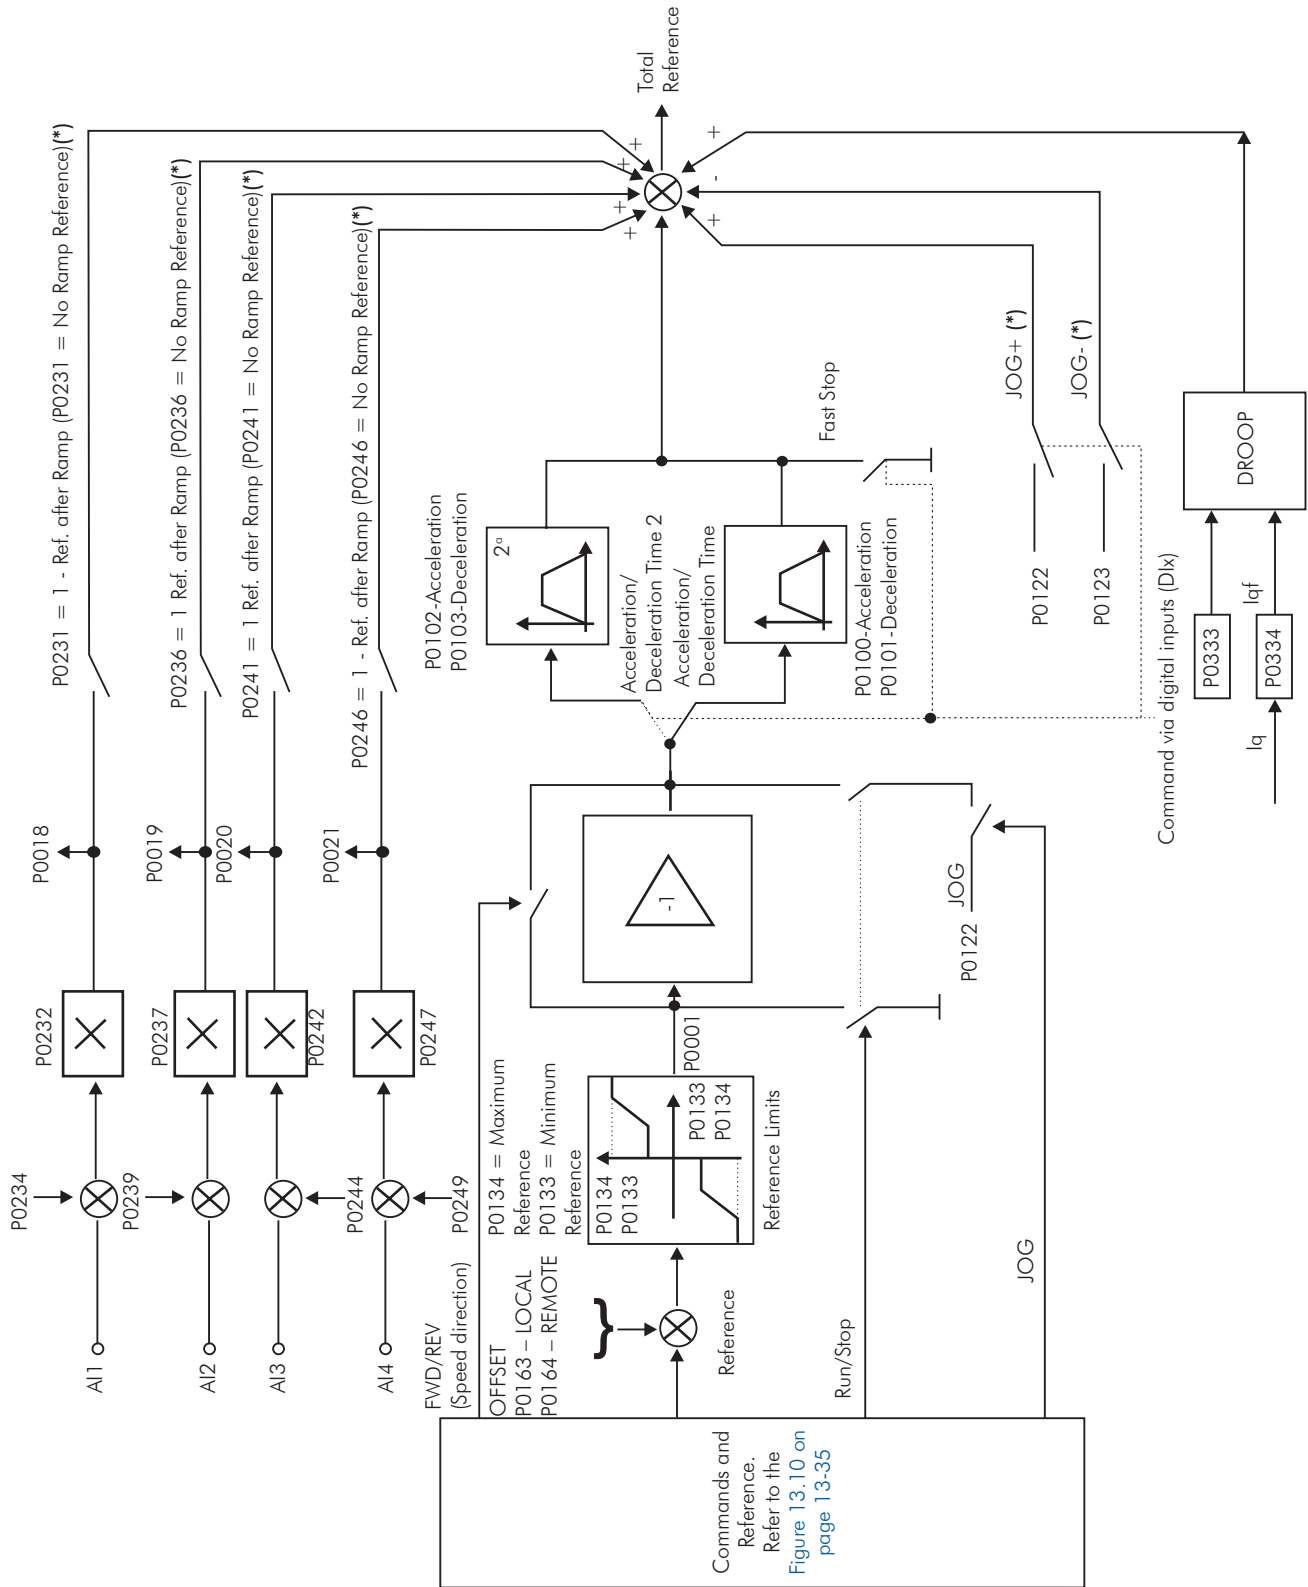 AI1
P0234
P0232
P0018
P0231 = 1 - Ref. after Ramp (P0231 = No Ramp Reference)(*)
AI2
P0239
P0237
P0019
P0236 = 1 Ref. after Ramp (P0236 = No Ramp Reference)(*)
AI3
P0244
P0242
P0020
P0241 = 1 Ref. after Ramp (P0241 = No Ramp Reference)(*)
AI4
P0249
P0247
P0021
P0246 = 1 - Ref. after Ramp (P0246 = No Ramp Reference)(*)
FWD/REV
(Speed direction)
OFFSET
P0163 – LOCAL
P0164 – REMOTE
P0134 = Maximum
Reference
P0133 = Minimum
Reference
}
Reference
P0134
P0133
P0133
P0134
Reference Limits
P0001
-1
P0102-Acceleration
P0103-Deceleration
2ª
Acceleration/
Deceleration Time 2
Acceleration/
Deceleration Time
P0100-Acceleration
P0101-Deceleration
Fast Stop
+
+
+
+
+
-
+
Total
Reference
Commands and
Reference.
Refer to the
Figure 13.10 on
page 13-35
Run/Stop
JOG
P0122
JOG
P0122
JOG+ (*)
P0123
JOG- (*)
Command via digital inputs (DIx)
P0333
Iq
P0334
Iqf
DROOP